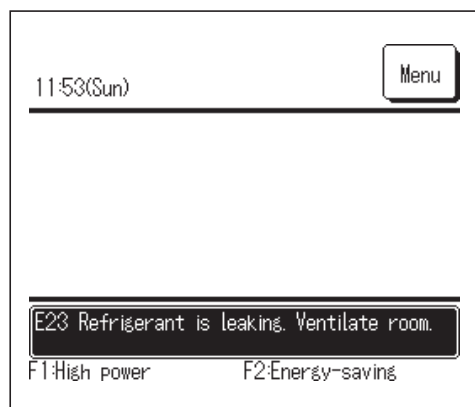 11:53(Sun)
Menu
E23 Refrigerant is leaking. Ventilate room.
F1:High power
F2:Energy-saving